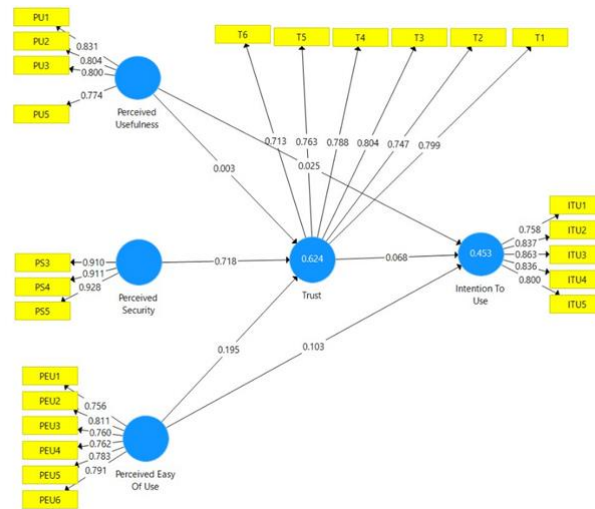 PU1
PU2
PU3
PU5
0.831
0.804
0.800
0.774
Perceived
Usefulness
T6
T5
T4
T3
T2
T1
0.713
0.763
0.788
0.804
0.747
0.799
0.025
0.003
PS3
PS4
PS5
0.910
0.911
0.928
Perceived
Security
0.718
0.624
Trust
0.068
0.453
Intention To
Use
0.758
0.837
0.863
0.836
0.800
ITU1
ITU2
ITU3
ITU4
ITU5
0.195
0.103
PEU1
PEU2
PEU3
PEU4
PEU5
PEU6
0.756
0.811
0.760
0.762
0.783
0.791
Perceived Easy
Of Use